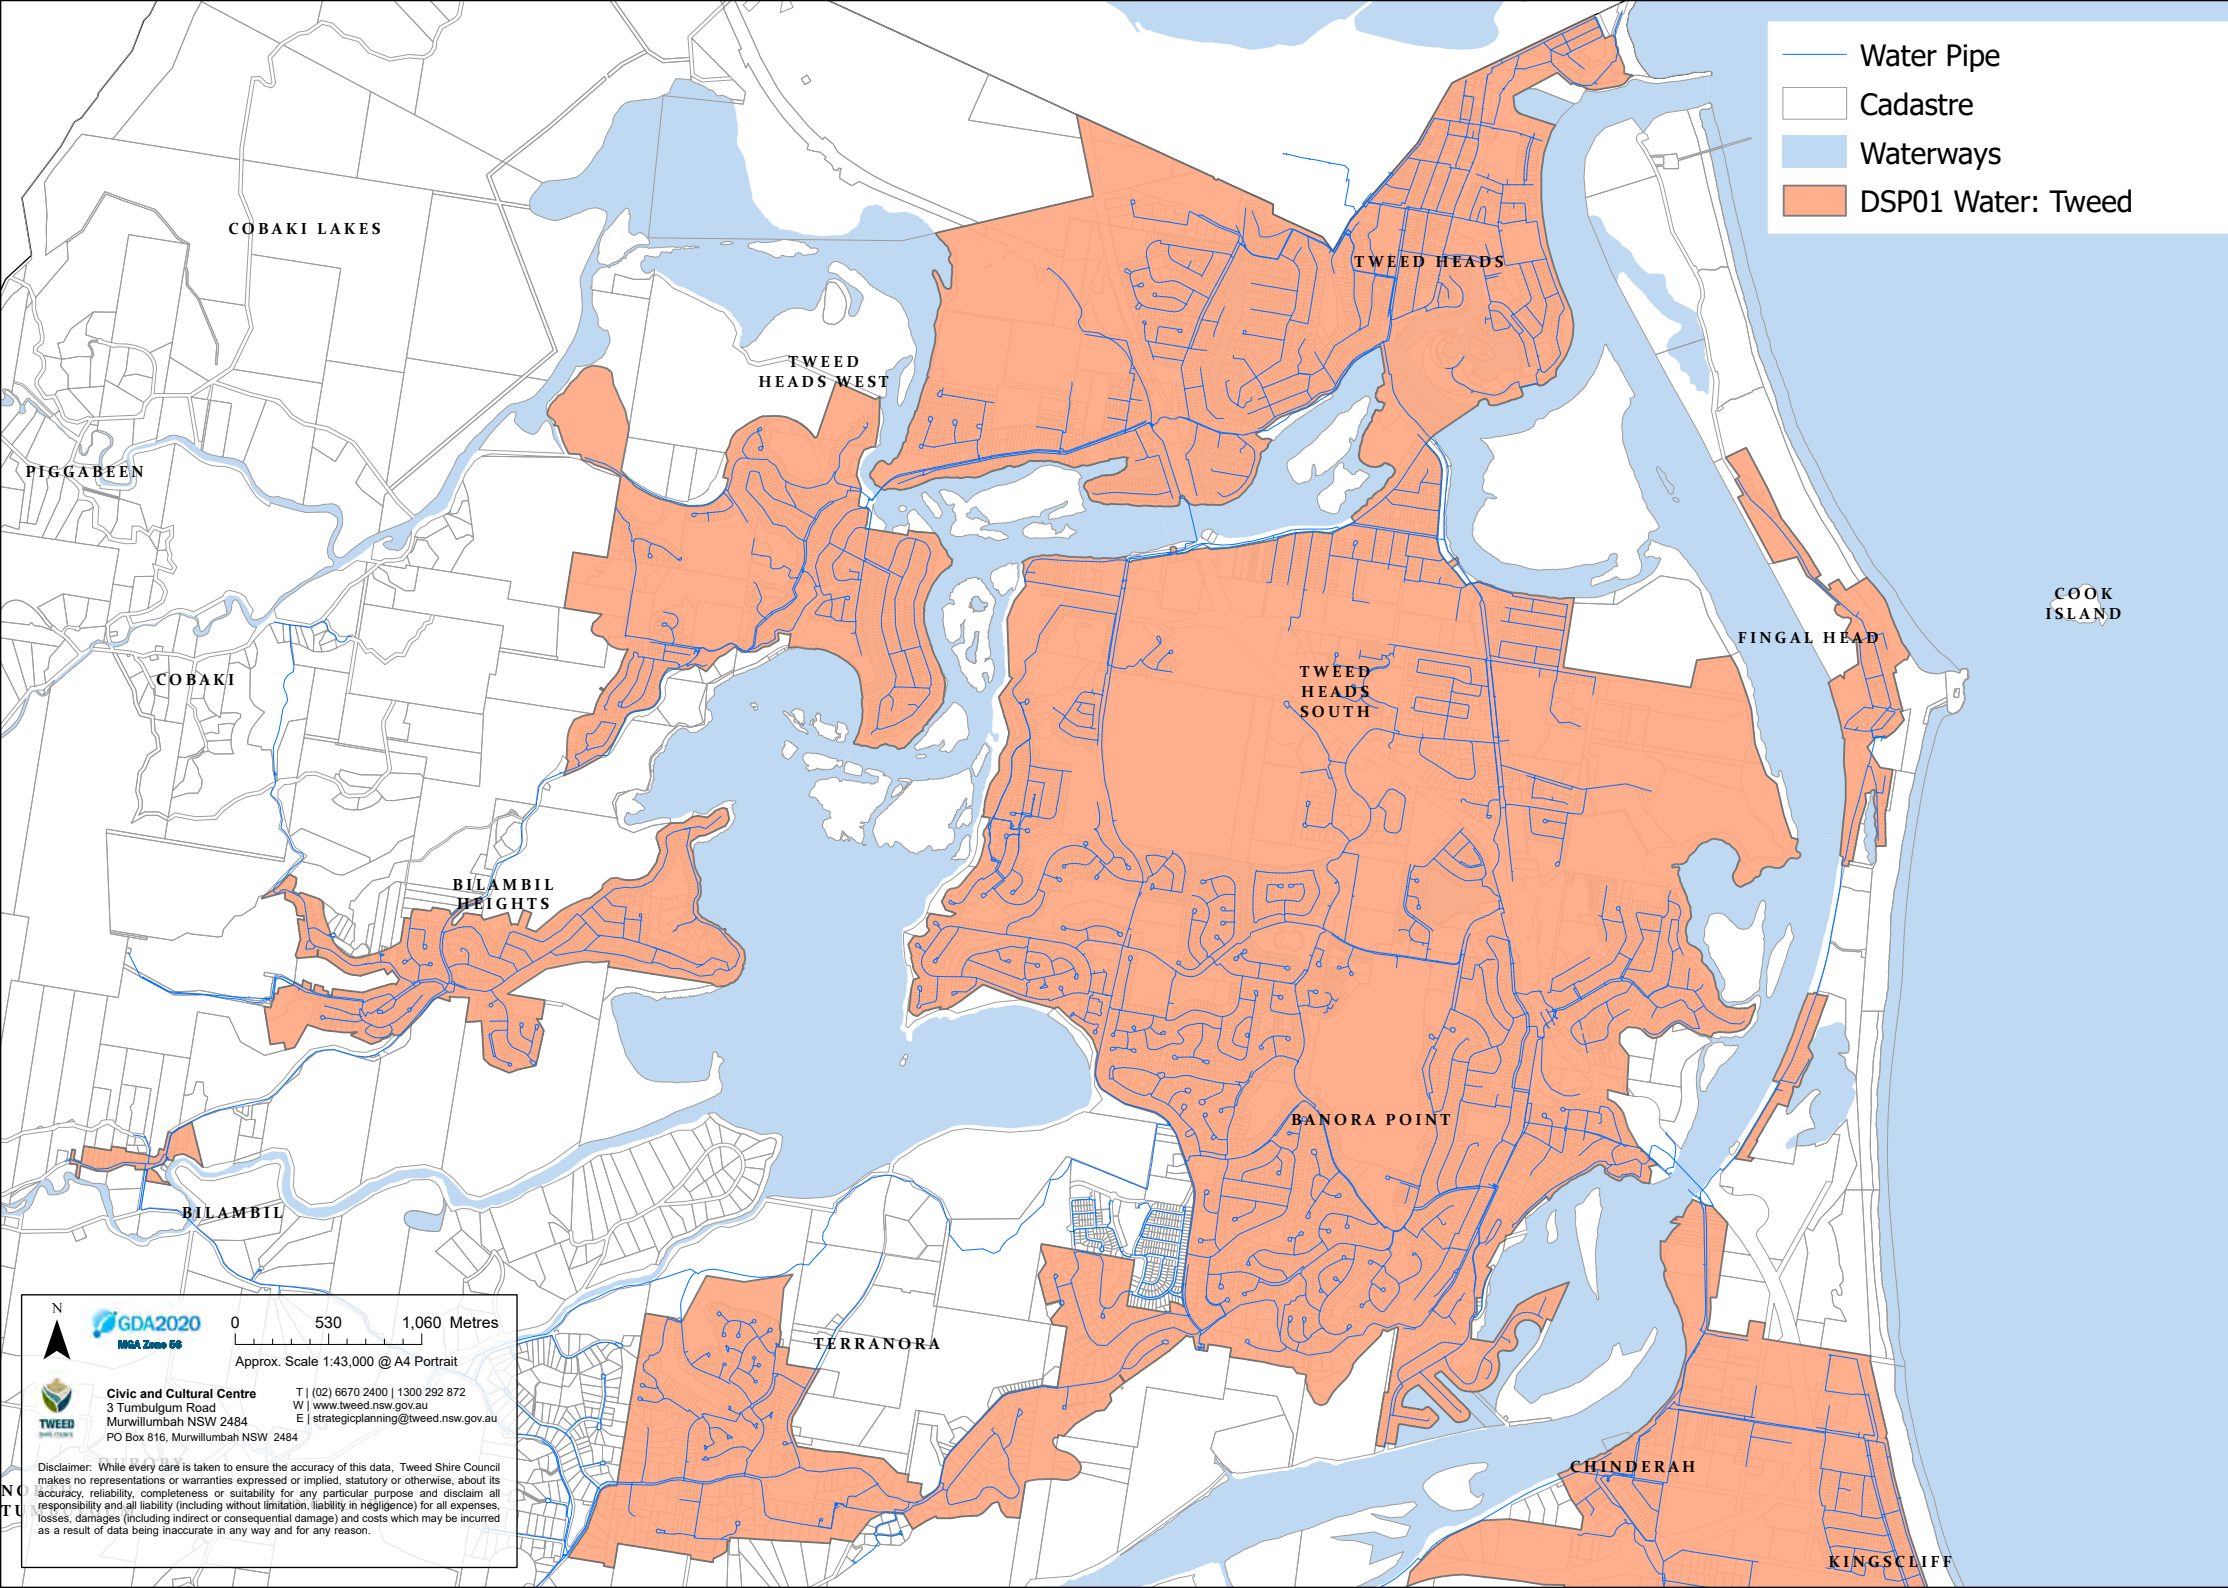 Water Pipe
Cadastre
Waterways
DSP01 Water: Tweed
COBAKI LAKES
TWEED HEADS
TWEED
HEADS WEST
PIGGABEEN
COOK
ISLAND
FINGAL HEAD
COBAKI
TWEED
HEADS
SOUTH
BILAMBIL
HEIGHTS
BANORA POINT
BILAMBIL
TERRANORA
CHINDERAH
KINGSCLIFF
N
GDA2020
MGA Zone 56
0 530 1,060 Metres
Approx. Scale 1:43,000 @ A4 Portrait
TWEED
SHIRE COUNCIL
Civic and Cultural Centre
3 Tumbulgum Road
Murwillumbah NSW 2484
PO Box 816, Murwillumbah NSW 2484
T | (02) 6670 2400 | 1300 292 872
W | www.tweed.nsw.gov.au
E | strategicplanning@tweed.nsw.gov.au
DUROBY
Disclaimer: While every care is taken to ensure the accuracy of this data, Tweed Shire Council
makes no representations or warranties expressed or implied, statutory or otherwise, about its
accuracy, reliability, completeness or suitability for any particular purpose and disclaim all
responsibility and all liability (including without limitation, liability in negligence) for all expenses,
losses, damages (including indirect or consequential damage) and costs which may be incurred
as a result of data being inaccurate in any way and for any reason.
NORTH